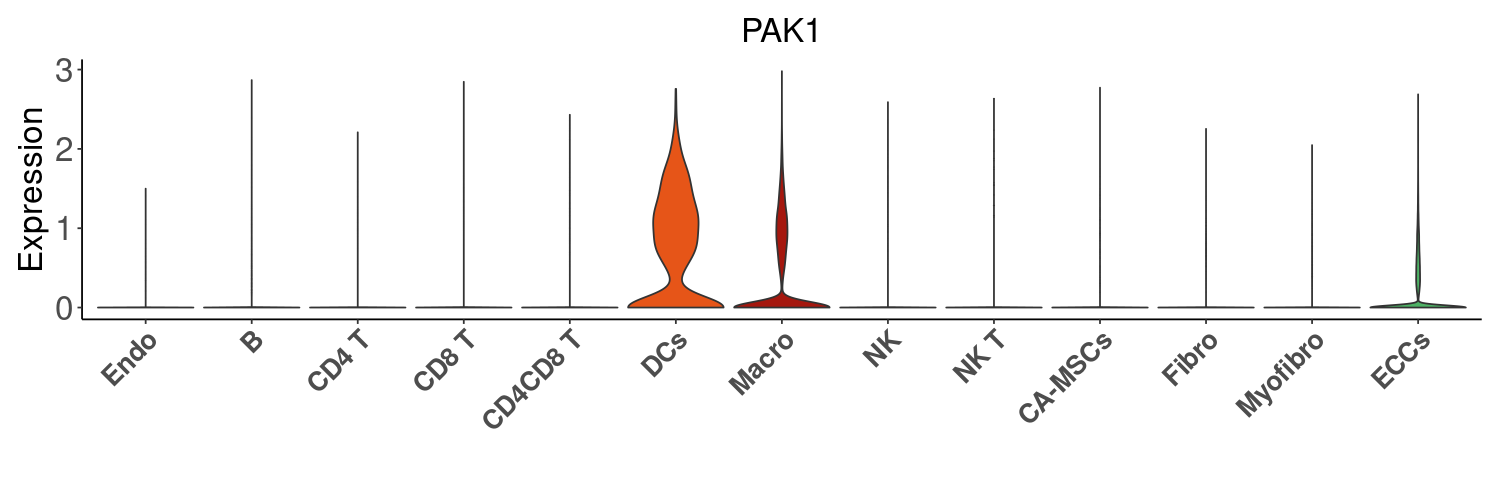 PAK1
Expression
3
2
1
0
Endo
B
CD4 T
CD8 T
CD4CD8 T
DCs
Macro
NK
NK T
CA-MSCs
Fibro
Myofibro
ECCs